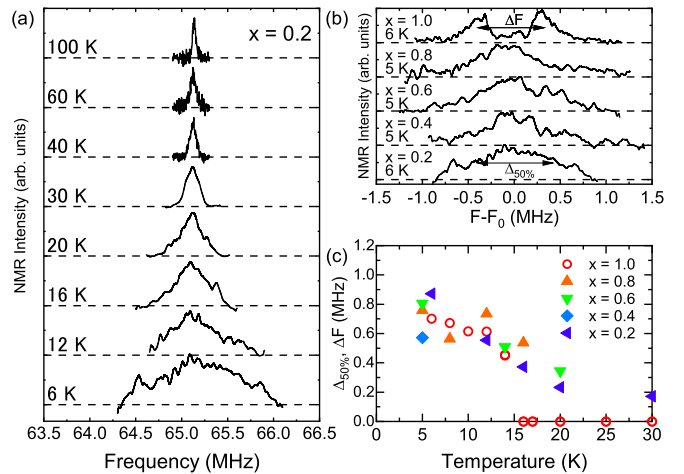 (a)
x = 0.2
100 K
60 K
40 K
30 K
20 K
16 K
12 K
6 K
NMR Intensity (arb. units)
63.5 64.0 64.5 65.0 65.5 66.0 66.5
Frequency (MHz)
(b)
x = 1.0
6 K
ΔF
x = 0.8
5 K
x = 0.6
5 K
x = 0.4
5 K
x = 0.2
6 K
Δ50%
NMR Intensity (arb. units)
-1.5 -1.0 -0.5 0.0 0.5 1.0 1.5
F-F0 (MHz)
(c)
1.2
1.0
0.8
0.6
0.4
0.2
0.0
Δ50%, ΔF (MHz)
x = 1.0
x = 0.8
x = 0.6
x = 0.4
x = 0.2
0 5 10 15 20 25 30
Temperature (K)